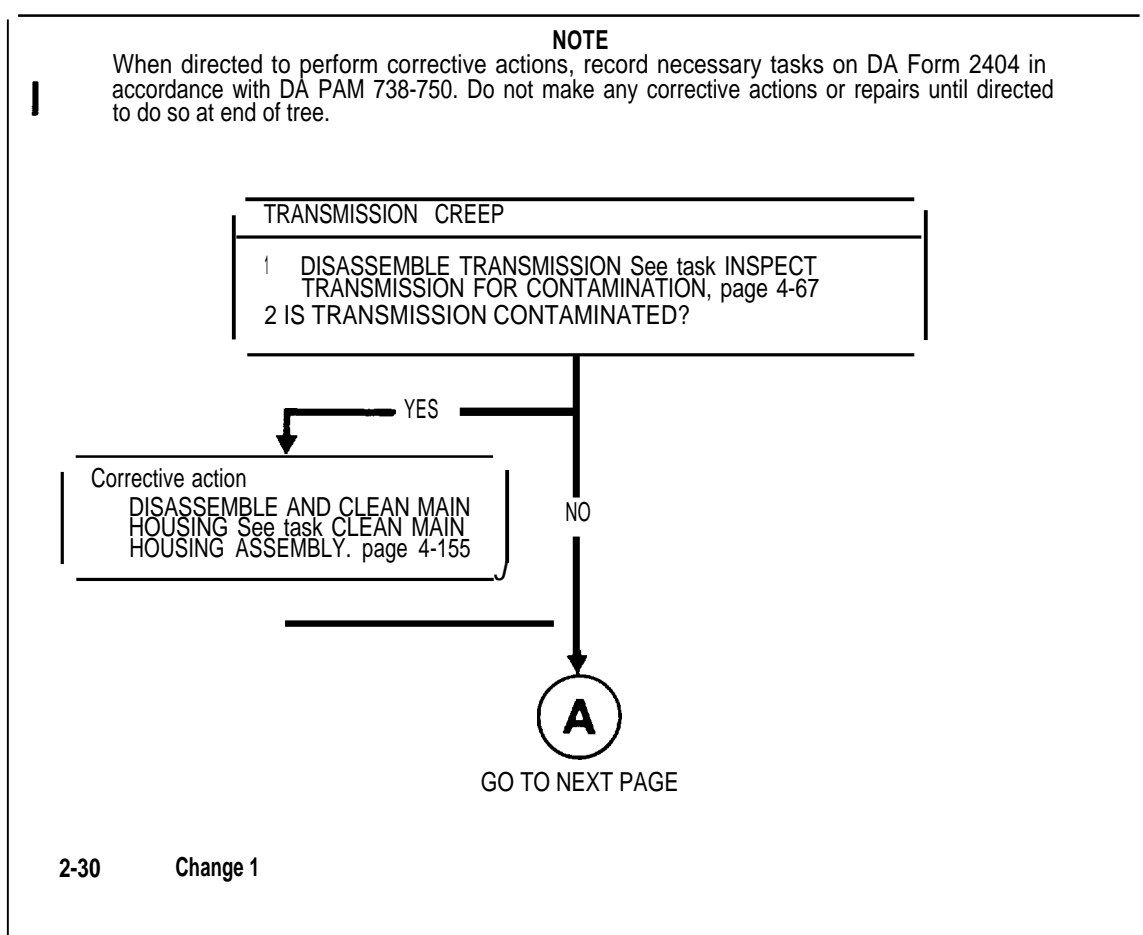 NOTE
When directed to perform corrective actions, record necessary tasks on DA Form 2404 in
accordance with DA PAM 738-750. Do not make any corrective actions or repairs until directed
to do so at end of tree.
TRANSMISSION CREEP
1 DISASSEMBLE TRANSMISSION See task INSPECT
TRANSMISSION FOR CONTAMINATION, page 4-67
2 IS TRANSMISSION CONTAMINATED?
YES
Corrective action
DISASSEMBLE AND CLEAN MAIN
HOUSING See task CLEAN MAIN
HOUSING ASSEMBLY. page 4-155
NO
A
GO TO NEXT PAGE
2-30 Change 1